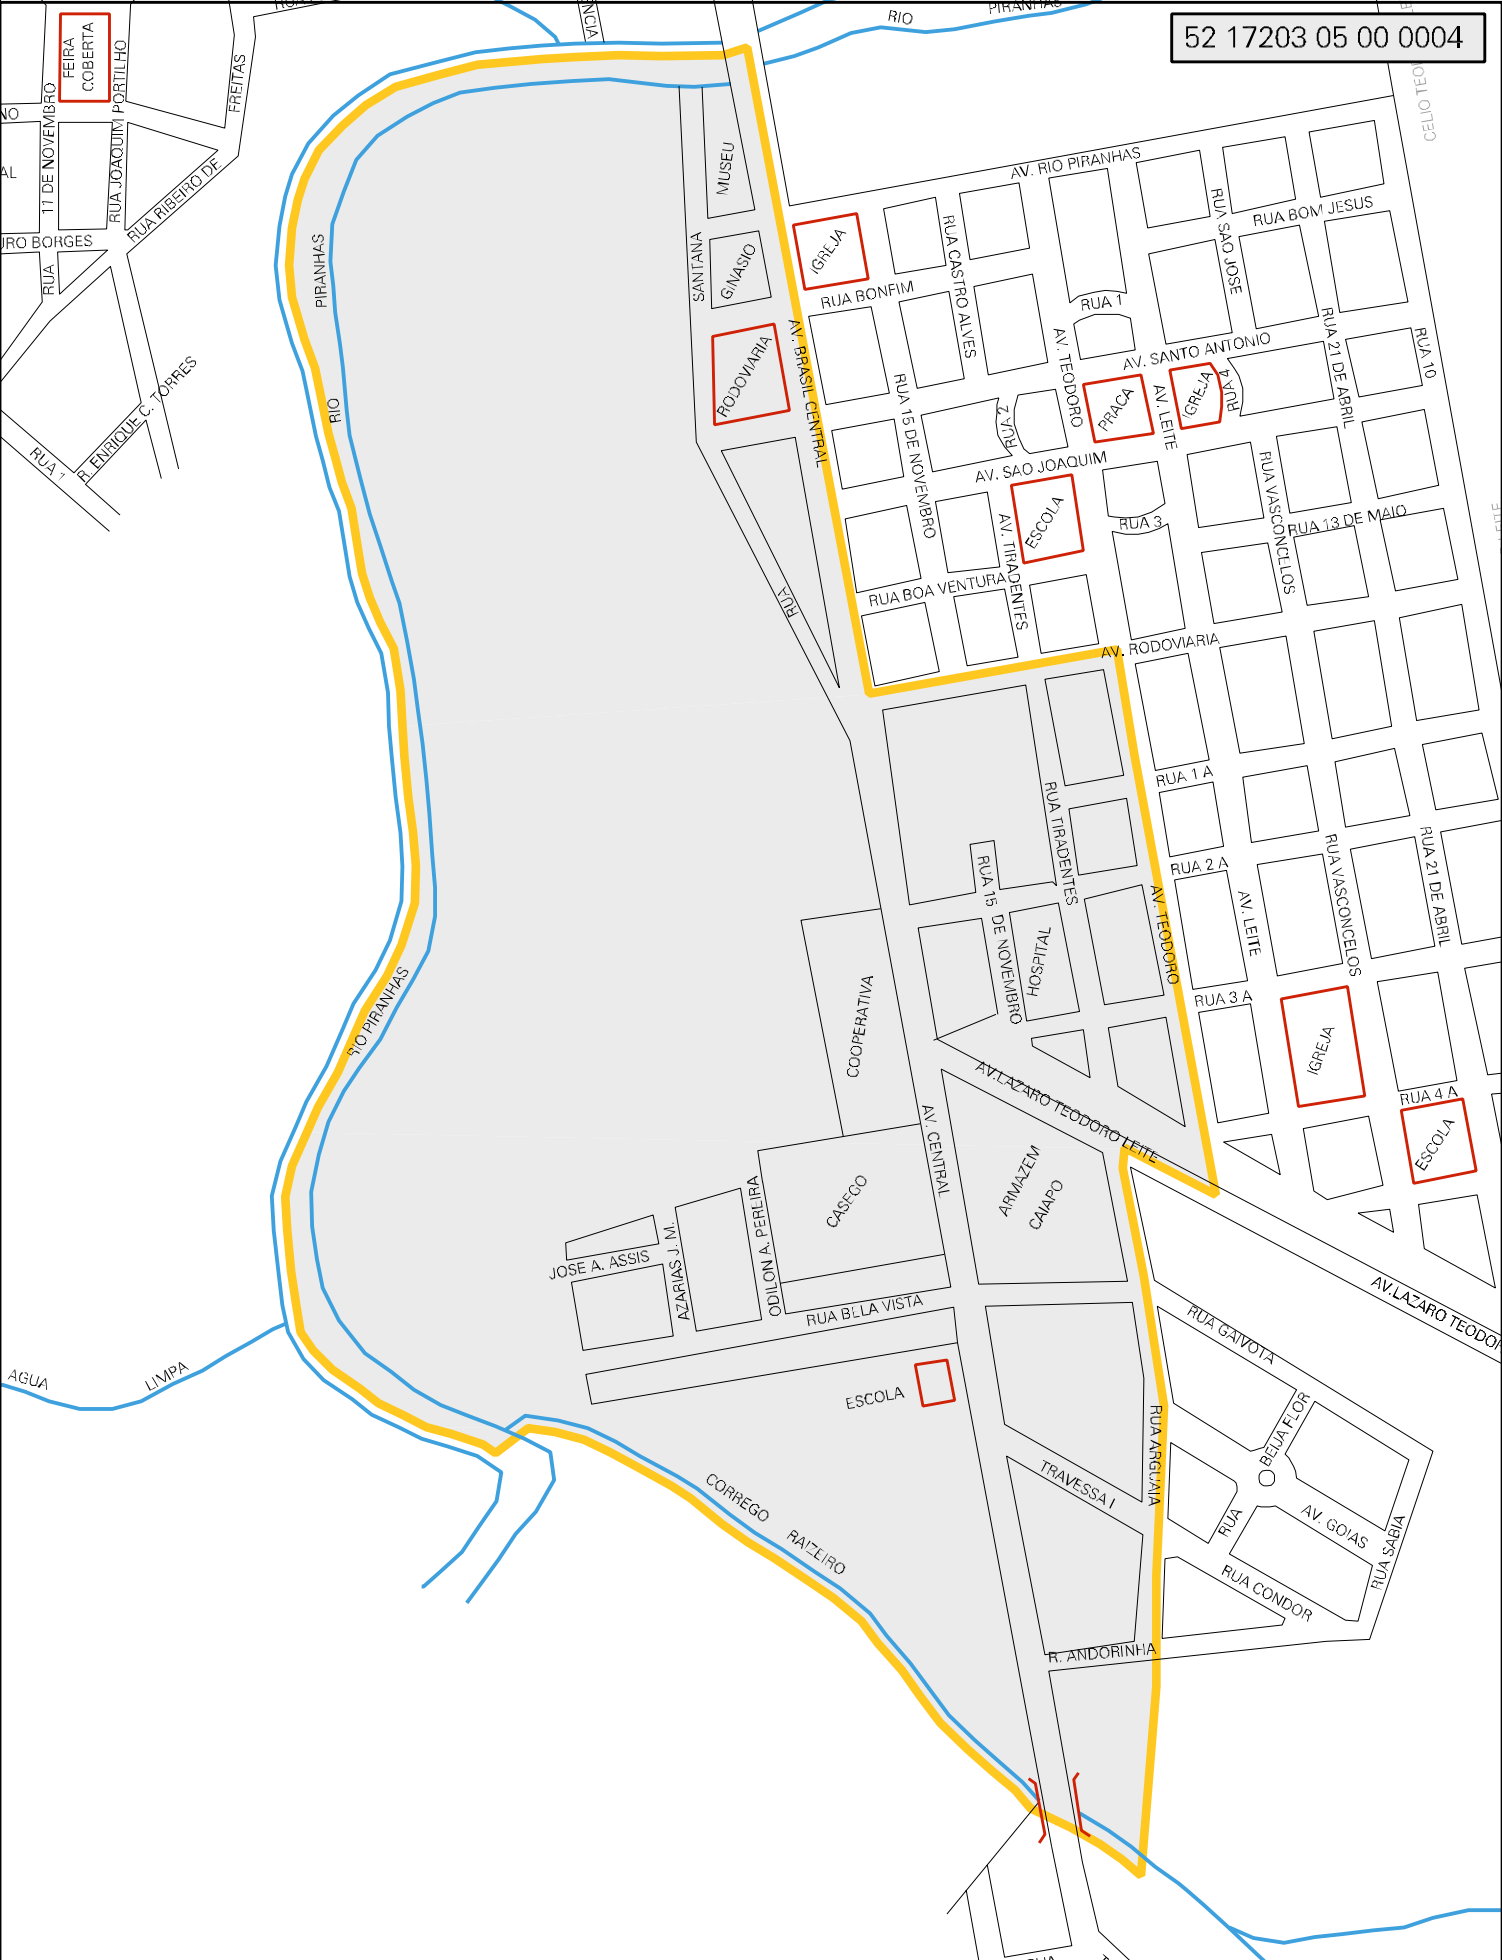 RIO
PIRANHAS
52 17203 05 00 0004
FEIRA
COBERTA
11 DE NOVEMBRO
RUA JOAQUIM PORTILHO
FREITAS
RUA RIBEIRO DE
URO BORGES
RUA
R. ENRIQUE C. TORRES
RUA 1
CELIO TEO
AV. RIO PIRANHAS
MUSEU
SANTANA
GINASIO
RODOVIARIA
AV. BRASIL CENTRAL
IGREJA
RUA BONFIM
RUA CASTRO ALVES
RUA SAO JOSE
RUA BOM JESUS
RUA 1
AV. TEODORO
AV. SANTO ANTONIO
RUA 21 DE ABRIL
RUA 10
PIRANHAS
RIO
RUA 15 DE NOVEMBRO
RUA 2
PRACA
AV. LEITE
IGREJA
RUA 4
AV. SAO JOAQUIM
ESCOLA
AV. TIRADENTES
RUA 3
RUA VASCONCELOS
RUA 13 DE MAIO
RUA BOA VENTURA
RUA
AV. RODOVIARIA
RUA 1 A
RUA TIRADENTES
RUA 2 A
RUA 15 DE NOVEMBRO
HOSPITAL
AV. TEODORO
AV. LEITE
RUA VASCONCELOS
RUA 21 DE ABRIL
RUA 3 A
IGREJA
RUA 4 A
ESCOLA
RIO PIRANHAS
COOPERATIVA
AV.LAZARO TEODORO LEITE
AV. CENTRAL
ARMAZEM
CAIAPO
CASEGO
ODILON A. PERLIRA
AZARIAS J. M.
JOSE A. ASSIS
RUA BLLA VISTA
ESCOLA
AGUA
LIMPA
AV.LAZARO TEODOR
RUA GAIVOTA
BEIJA FLOR
RUA
AV. GOIAS
RUA SABIA
RUA CONDOR
RUA ARGUAIA
TRAVESSA I
CORREGO
RAIZEIRO
R. ANDORINHA